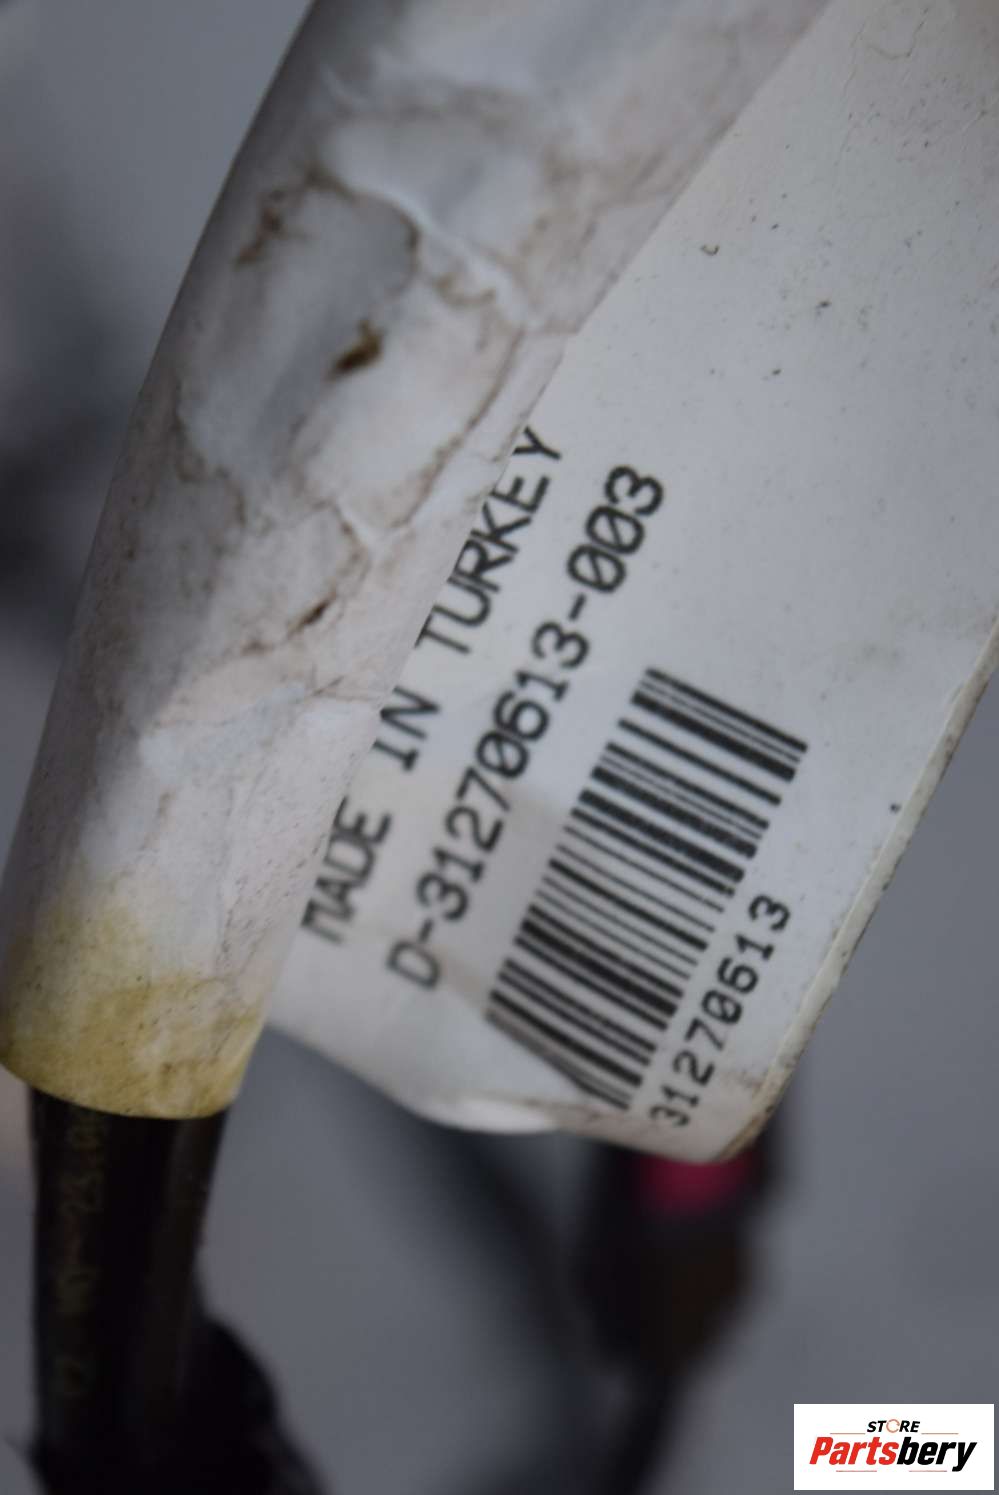 MADE IN TURKEY
D-31270613-003
31270613
STORE
Partsbery